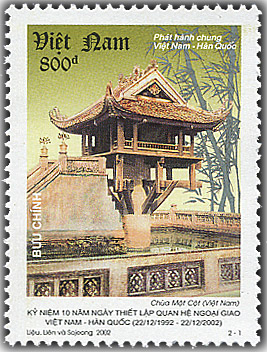 Việt Nam
800đ
Phát hành chung
Việt Nam - Hàn Quốc
BƯU CHÍNH
Chùa Một Cột (Việt Nam)
KỶ NIỆM 10 NĂM NGÀY THIẾT LẬP QUAN HỆ NGOẠI GIAO
VIỆT NAM - HÀN QUỐC (22/12/1992 - 22/12/2002)
Liệu, Liên và Sojeong 2002
2 - 1